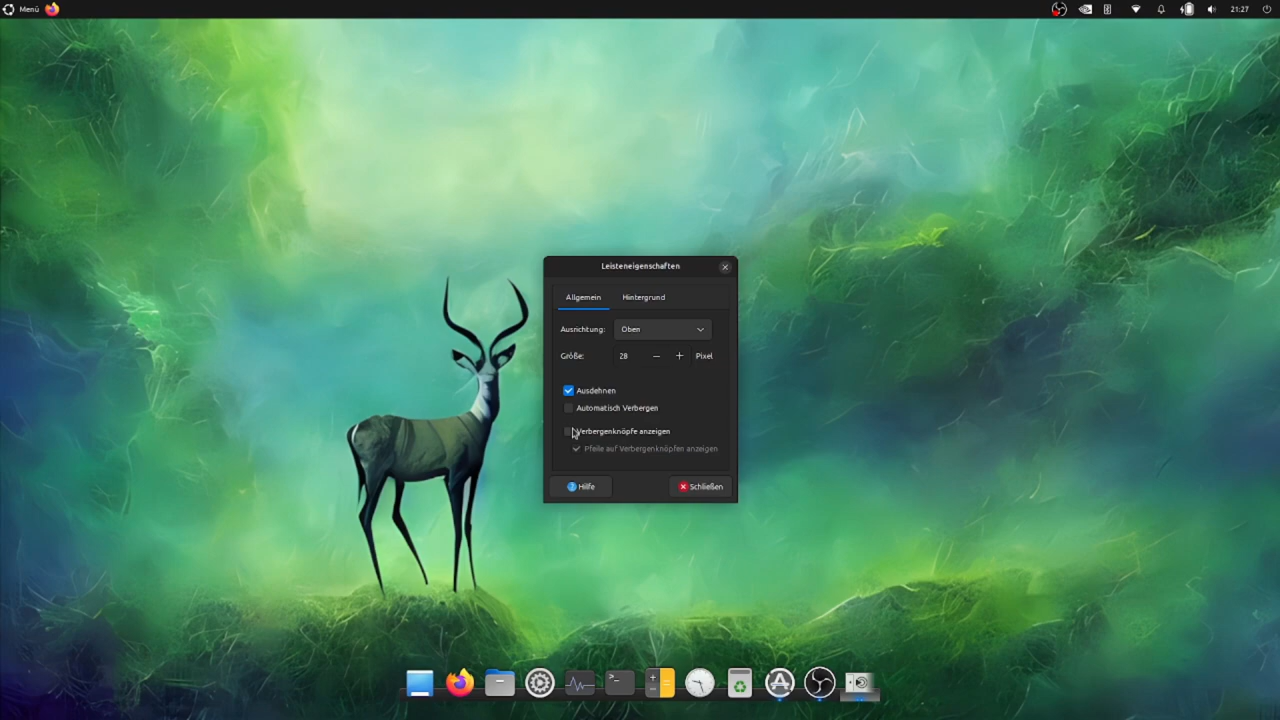 Menü
21:27
Leisteneigenschaften
Allgemein Hintergrund
Ausrichtung: Oben
Größe: 28 Pixel
Ausdehnen
Automatisch Verbergen
Verbergenknöpfe anzeigen
Pfeile auf Verbergenknöpfen anzeigen
Hilfe Schließen